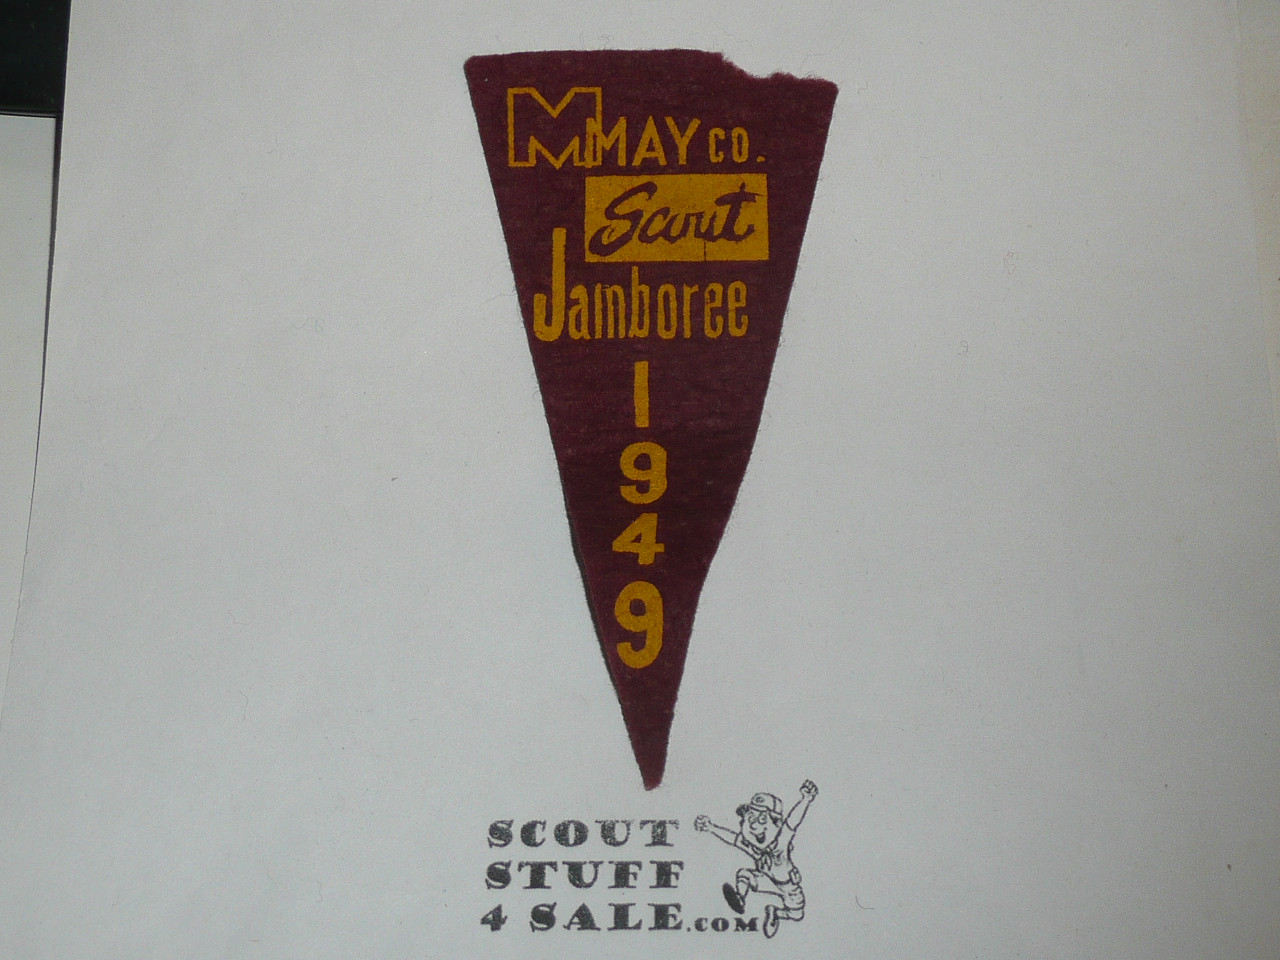 M MAY CO.
Scout
Jamboree
1
9
4
9
SCOUT
STUFF
4 SALE.COM